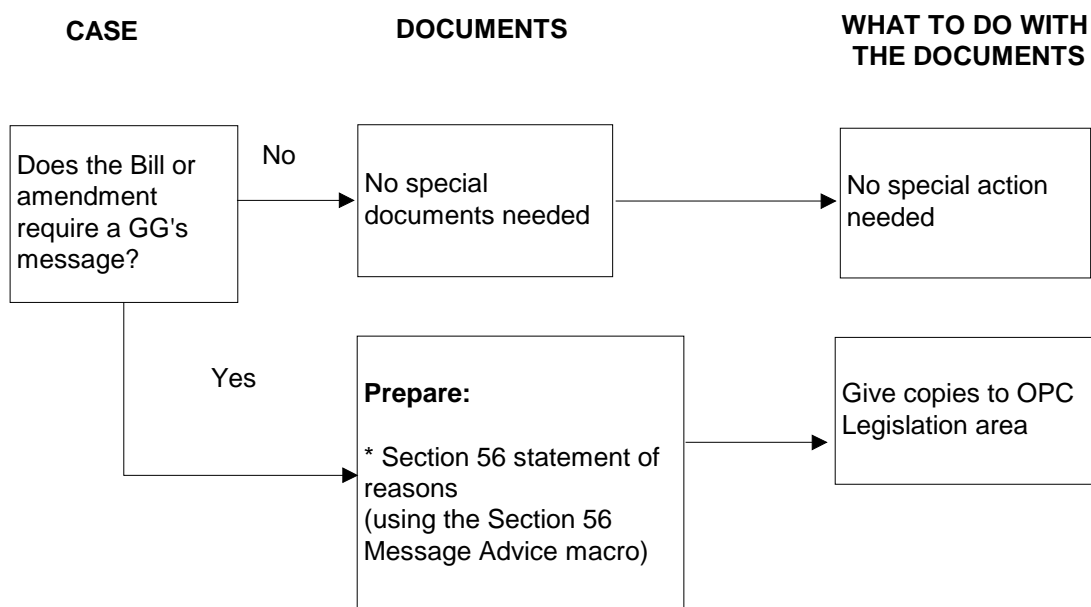 CASE
DOCUMENTS
WHAT TO DO WITH
THE DOCUMENTS
Does the Bill or
amendment
require a GG's
message?
No
No special
documents needed
No special action
needed
Yes
Prepare:
* Section 56 statement of
reasons
(using the Section 56
Message Advice macro)
Give copies to OPC
Legislation area